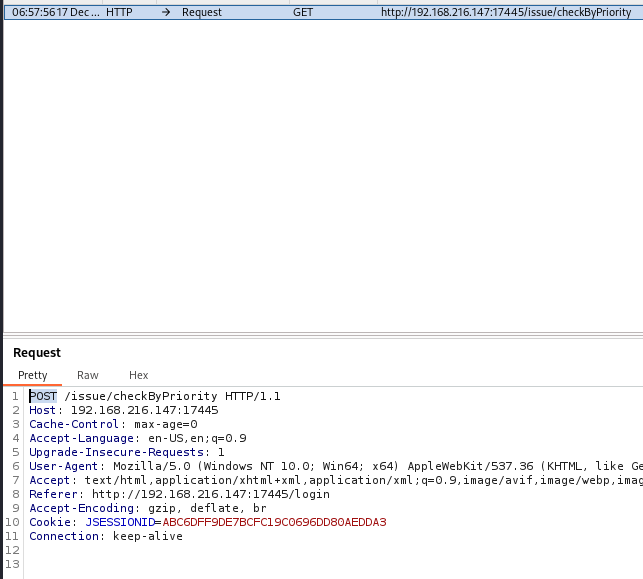 06:57:56 17 Dec ... HTTP → Request GET http://192.168.216.147:17445/issue/checkByPriority
Request
Pretty Raw Hex
1 POST /issue/checkByPriority HTTP/1.1
2 Host: 192.168.216.147:17445
3 Cache-Control: max-age=0
4 Accept-Language: en-US,en;q=0.9
5 Upgrade-Insecure-Requests: 1
6 User-Agent: Mozilla/5.0 (Windows NT 10.0; Win64; x64) AppleWebKit/537.36 (KHTML, like Ge
7 Accept: text/html,application/xhtml+xml,application/xml;q=0.9,image/avif,image/webp,imag
8 Referer: http://192.168.216.147:17445/login
9 Accept-Encoding: gzip, deflate, br
10 Cookie: JSESSIONID=ABC6DFF9DE7BCFC19C0696DD80AEDDA3
11 Connection: keep-alive
12
13